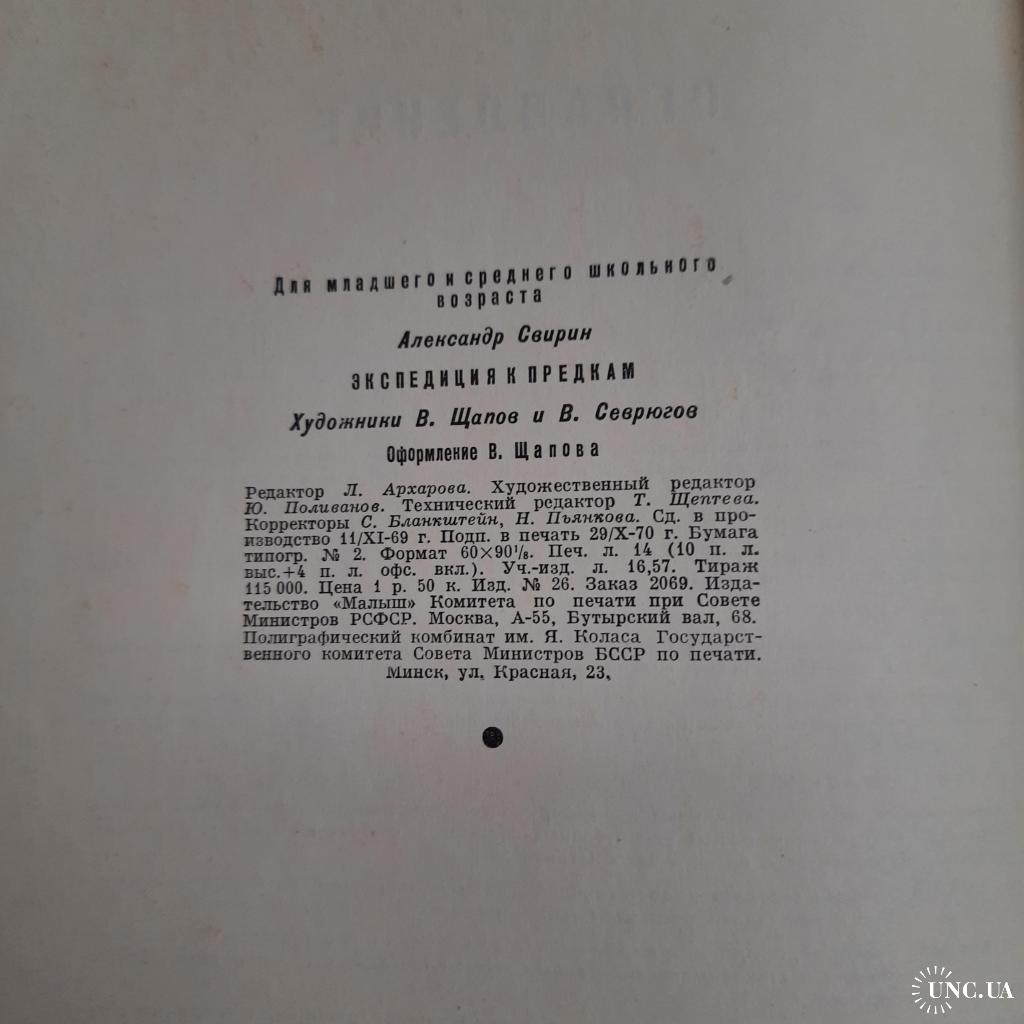 Для младшего и среднего школьного
возраста
Александр Свирин
ЭКСПЕДИЦИЯ К ПРЕДКАМ
Художники В. Щапов и В. Севрюгов
Оформление В. Щапова
Редактор Л. Архарова. Художественный редактор
Ю. Поливанов. Технический редактор Т. Щептева.
Корректоры С. Бланкштейн, Н. Пьянкова. Сд. в про-
изводство 11/XI-69 г. Подп. в печать 29/X-70 г. Бумага
типогр. № 2. Формат 60×90¹/₈. Печ. л. 14 (10 п. л.
выс.+4 п. л. офс. вкл.). Уч.-изд. л. 16,57. Тираж
115 000. Цена 1 р. 50 к. Изд. № 26. Заказ 2069. Изда-
тельство «Малыш» Комитета по печати при Совете
Министров РСФСР. Москва, А-55, Бутырский вал, 68.
Полиграфический комбинат им. Я. Коласа Государст-
венного комитета Совета Министров БССР по печати.
Минск, ул. Красная, 23.
UNC.UA